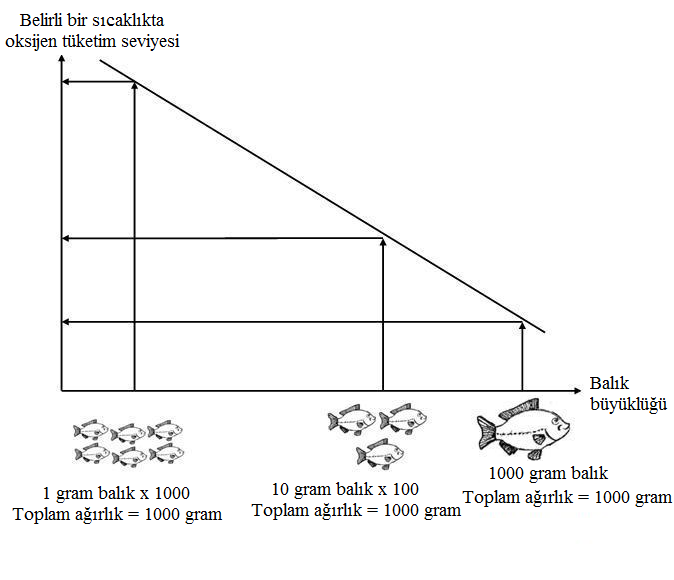 Belirli bir sıcaklıkta
oksijen tüketim seviyesi
Balık
büyüklüğü
1 gram balık x 1000
Toplam ağırlık = 1000 gram
10 gram balık x 100
Toplam ağırlık = 1000 gram
1000 gram balık
Toplam ağırlık = 1000 gram